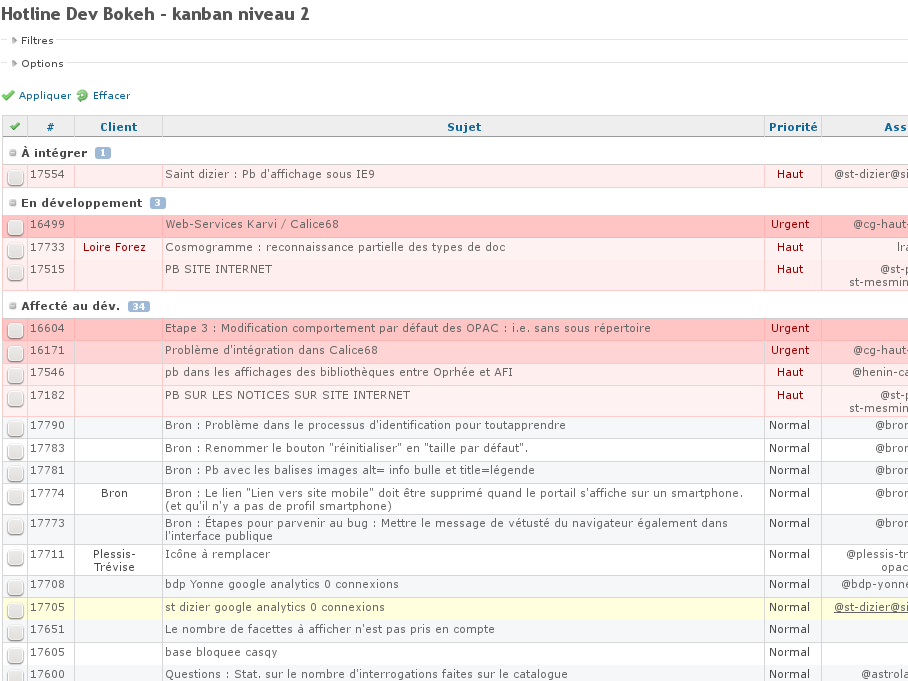 Hotline Dev Bokeh - kanban niveau 2
Filtres
Options
Appliquer Effacer
# Client Sujet Priorité Ass
À intégrer 1
17554 Saint dizier : Pb d'affichage sous IE9 Haut @st-dizier@si
En développement 3
16499 Web-Services Karvi / Calice68 Urgent @cg-haut-
17733 Loire Forez Cosmogramme : reconnaissance partielle des types de doc Haut lra
17515 PB SITE INTERNET Haut @st-p
st-mesmin
Affecté au dév. 34
16604 Etape 3 : Modification comportement par défaut des OPAC : i.e. sans sous répertoire Urgent
16171 Problème d'intégration dans Calice68 Urgent @cg-haut-
17546 pb dans les affichages des bibliothèques entre Oprhée et AFI Haut @henin-ca
17182 PB SUR LES NOTICES SUR SITE INTERNET Haut @st-p
st-mesmin
17790 Bron : Problème dans le processus d'identification pour toutapprendre Normal @bron
17783 Bron : Renommer le bouton "réinitialiser" en "taille par défaut". Normal @bron
17781 Bron : Pb avec les balises images alt= info bulle et title=légende Normal @bron
17774 Bron Bron : Le lien "Lien vers site mobile" doit être supprimé quand le portail s'affiche sur un smartphone. Normal @bron
(et qu'il n'y a pas de profil smartphone)
17773 Bron : Étapes pour parvenir au bug : Mettre le message de vétusté du navigateur également dans Normal @bron
l'interface publique
17711 Plessis- Icône à remplacer Normal @plessis-tr
Trévise opac
17708 bdp Yonne google analytics 0 connexions Normal @bdp-yonne
17705 st dizier google analytics 0 connexions Normal @st-dizier@si
17651 Le nombre de facettes à afficher n'est pas pris en compte Normal
17605 base bloquee casqy Normal
17600 Questions : Stat. sur le nombre d'interrogations faites sur le catalogue Normal @astrola